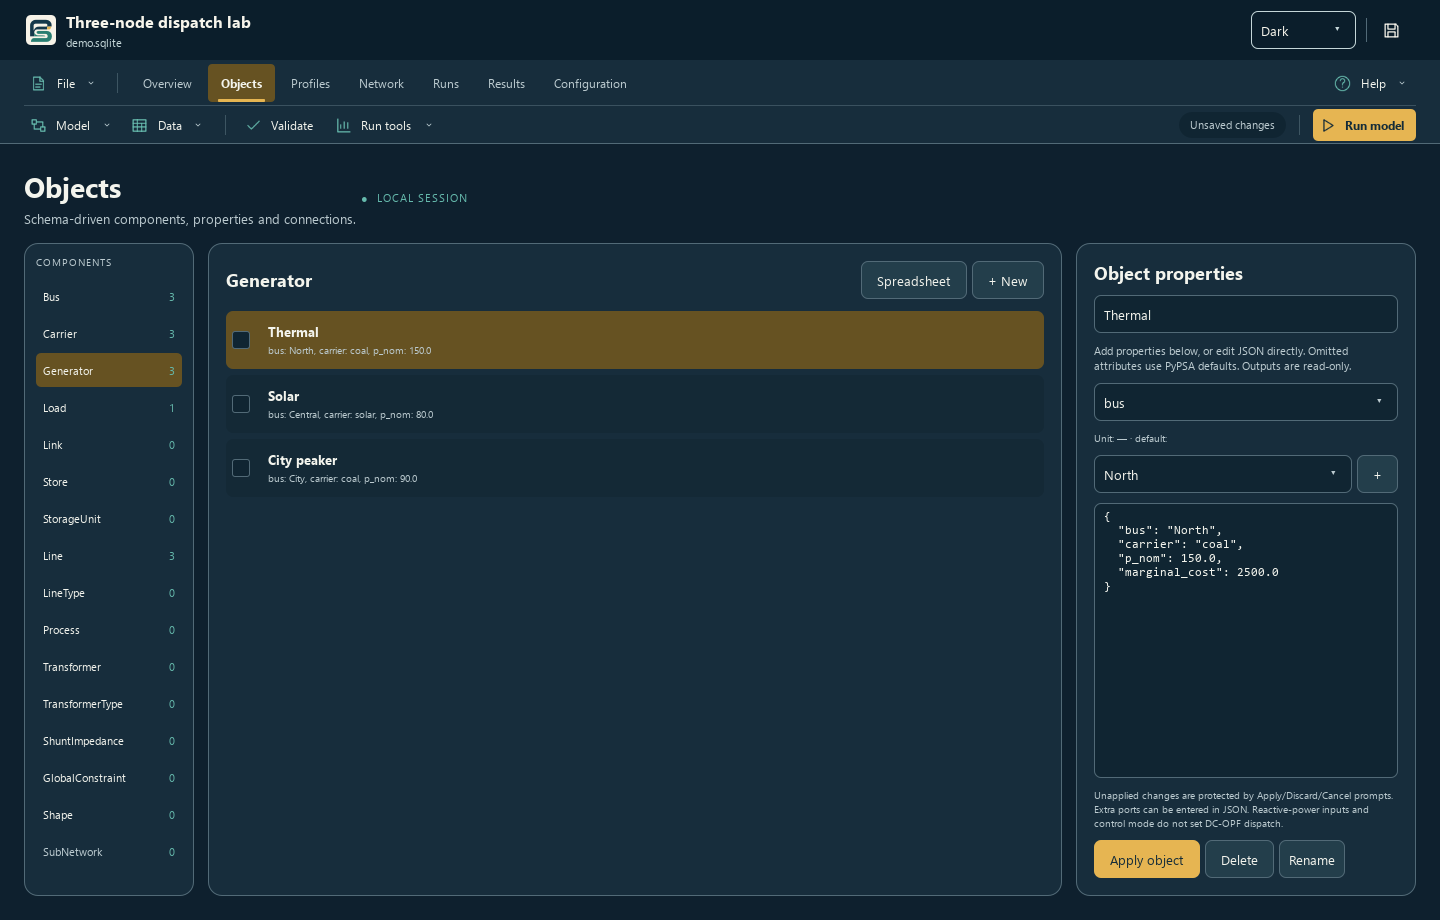 Three-node dispatch lab
demo.sqlite
Dark
File
Overview
Objects
Profiles
Network
Runs
Results
Configuration
Help
Model
Data
Validate
Run tools
Unsaved changes
Run model
Objects
Schema-driven components, properties and connections.
LOCAL SESSION
COMPONENTS
Bus 3
Carrier 3
Generator 3
Load 1
Link 0
Store 0
StorageUnit 0
Line 3
LineType 0
Process 0
Transformer 0
TransformerType 0
ShuntImpedance 0
GlobalConstraint 0
Shape 0
SubNetwork 0
Generator
Spreadsheet
+ New
Thermal
bus: North, carrier: coal, p_nom: 150.0
Solar
bus: Central, carrier: solar, p_nom: 80.0
City peaker
bus: City, carrier: coal, p_nom: 90.0
Object properties
Thermal
Add properties below, or edit JSON directly. Omitted
attributes use PyPSA defaults. Outputs are read-only.
bus
Unit: — · default:
North
+
{
"bus": "North",
"carrier": "coal",
"p_nom": 150.0,
"marginal_cost": 2500.0
}
Unapplied changes are protected by Apply/Discard/Cancel prompts.
Extra ports can be entered in JSON. Reactive-power inputs and
control mode do not set DC-OPF dispatch.
Apply object
Delete
Rename